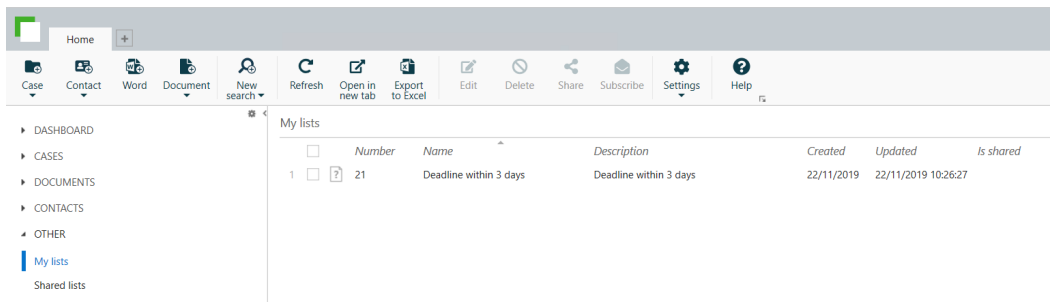 Home +
Case Contact Word Document New search Refresh Open in new tab Export to Excel Edit Delete Share Subscribe Settings Help
DASHBOARD
CASES
DOCUMENTS
CONTACTS
OTHER
My lists
Shared lists
My lists
Number Name Description Created Updated Is shared
1 ? 21 Deadline within 3 days Deadline within 3 days 22/11/2019 22/11/2019 10:26:27